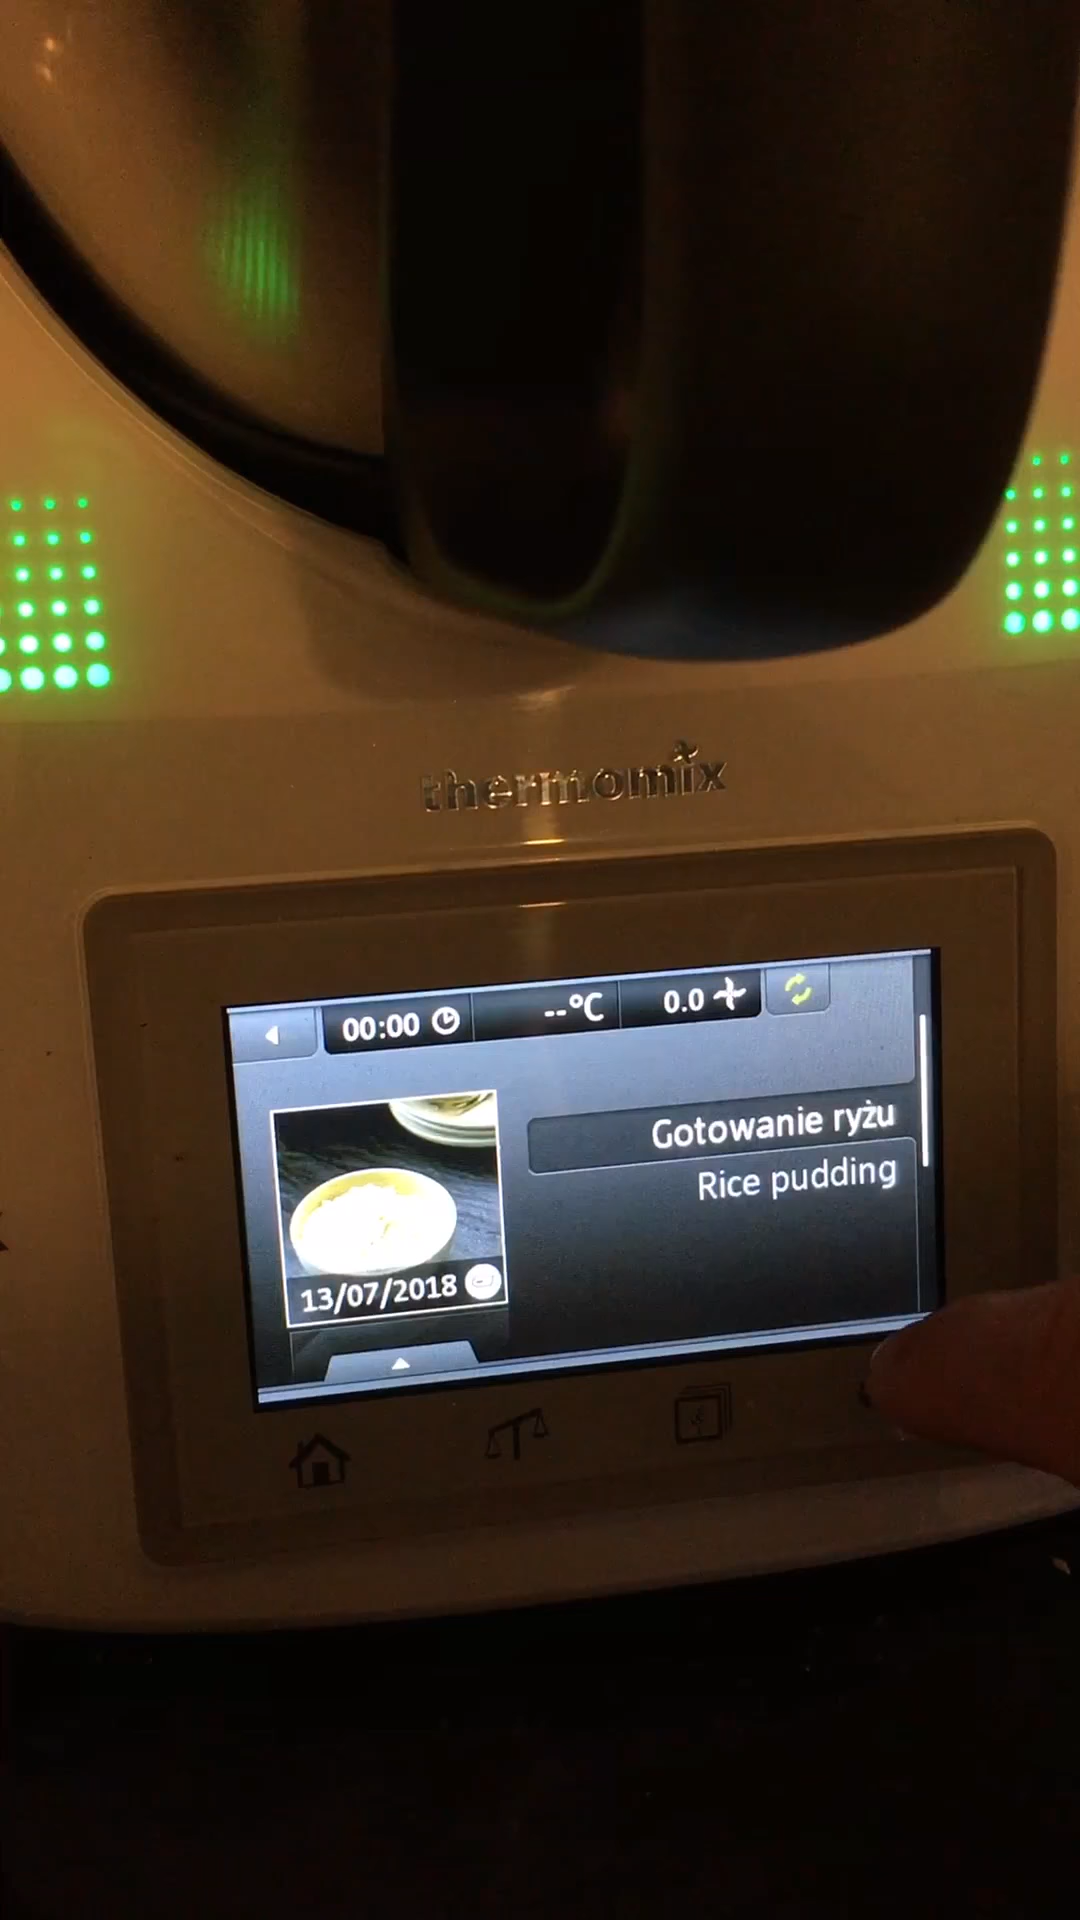 thermomix
00:00 --°C 0.0
Gotowanie ryżu
Rice pudding
13/07/2018